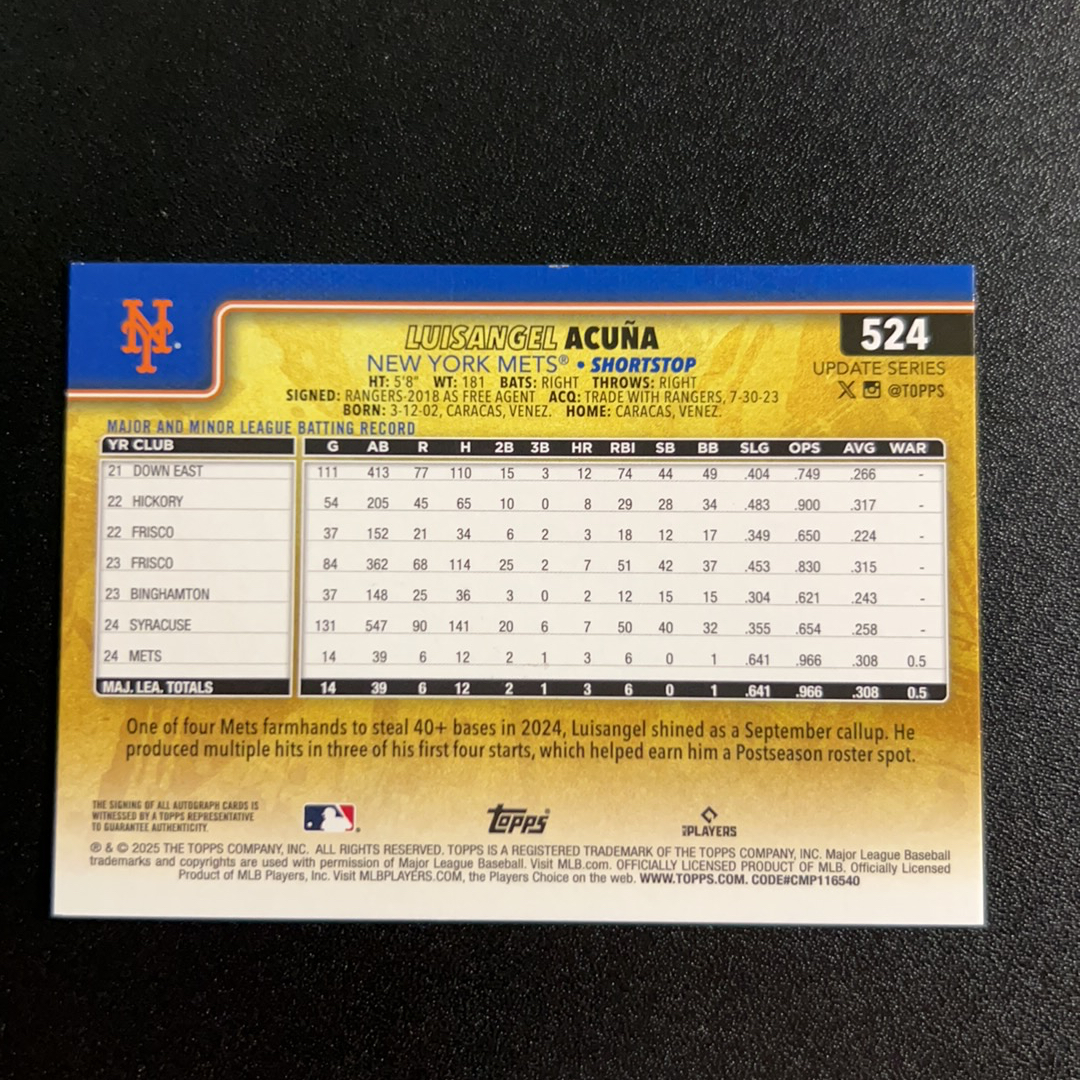 NY
LUISANGEL ACUÑA
524
NEW YORK METS® • SHORTSTOP
UPDATE SERIES
HT: 5'8" WT: 181 BATS: RIGHT THROWS: RIGHT
@TOPPS
SIGNED: RANGERS-2018 AS FREE AGENT ACQ: TRADE WITH RANGERS, 7-30-23
BORN: 3-12-02, CARACAS, VENEZ. HOME: CARACAS, VENEZ.
MAJOR AND MINOR LEAGUE BATTING RECORD
YR CLUB G AB R H 2B 3B HR RBI SB BB SLG OPS AVG WAR
21 DOWN EAST 111 413 77 110 15 3 12 74 44 49 .404 .749 .266 -
22 HICKORY 54 205 45 65 10 0 8 29 28 34 .483 .900 .317 -
22 FRISCO 37 152 21 34 6 2 3 18 12 17 .349 .650 .224 -
23 FRISCO 84 362 68 114 25 2 7 51 42 37 .453 .830 .315 -
23 BINGHAMTON 37 148 25 36 3 0 2 12 15 15 .304 .621 .243 -
24 SYRACUSE 131 547 90 141 20 6 7 50 40 32 .355 .654 .258 -
24 METS 14 39 6 12 2 1 3 6 0 1 .641 .966 .308 0.5
MAJ. LEA. TOTALS 14 39 6 12 2 1 3 6 0 1 .641 .966 .308 0.5
One of four Mets farmhands to steal 40+ bases in 2024, Luisangel shined as a September callup. He
produced multiple hits in three of his first four starts, which helped earn him a Postseason roster spot.
THE SIGNING OF ALL AUTOGRAPH CARDS IS
WITNESSED BY A TOPPS REPRESENTATIVE
TO GUARANTEE AUTHENTICITY.
Topps®
MLB PLAYERS
® & © 2025 THE TOPPS COMPANY, INC. ALL RIGHTS RESERVED. TOPPS IS A REGISTERED TRADEMARK OF THE TOPPS COMPANY, INC. Major League Baseball
trademarks and copyrights are used with permission of Major League Baseball. Visit MLB.com. OFFICIALLY LICENSED PRODUCT OF MLB. Officially Licensed
Product of MLB Players, Inc. Visit MLBPLAYERS.COM, the Players Choice on the web. WWW.TOPPS.COM. CODE#CMP116540